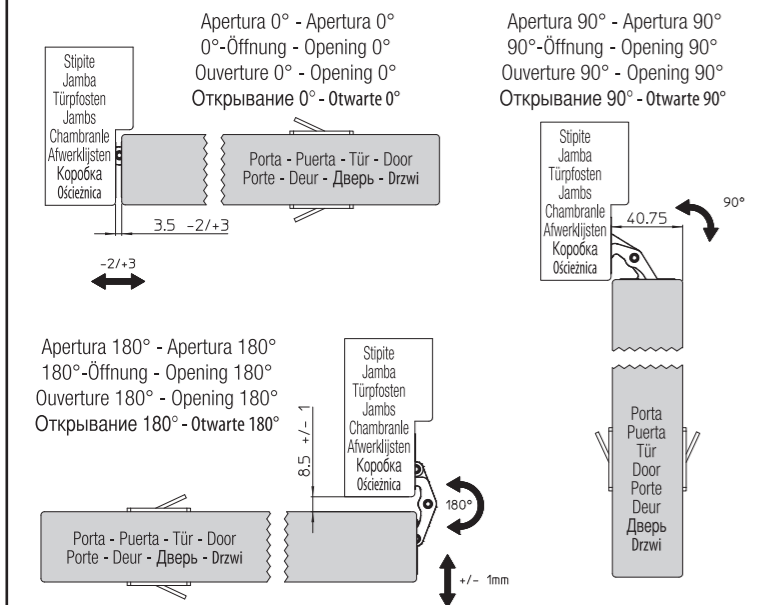 Apertura 0° - Apertura 0°
0°-Öffnung - Opening 0°
Ouverture 0° - Opening 0°
Открывание 0° - Otwarte 0°
Stipite
Jamba
Türpfosten
Jambs
Chambranle
Afwerklijsten
Коробка
Ościeżnica
Porta - Puerta - Tür - Door
Porte - Deur - Дверь - Drzwi
3.5 -2/+3
-2/+3
Apertura 90° - Apertura 90°
90°-Öffnung - Opening 90°
Ouverture 90° - Opening 90°
Открывание 90° - Otwarte 90°
Stipite
Jamba
Türpfosten
Jambs
Chambranle
Afwerklijsten
Коробка
Ościeżnica
40.75
90°
Porta
Puerta
Tür
Door
Porte
Deur
Дверь
Drzwi
Apertura 180° - Apertura 180°
180°-Öffnung - Opening 180°
Ouverture 180° - Opening 180°
Открывание 180° - Otwarte 180°
Stipite
Jamba
Türpfosten
Jambs
Chambranle
Afwerklijsten
Коробка
Ościeżnica
8.5 +/- 1
180°
Porta - Puerta - Tür - Door
Porte - Deur - Дверь - Drzwi
+/- 1mm